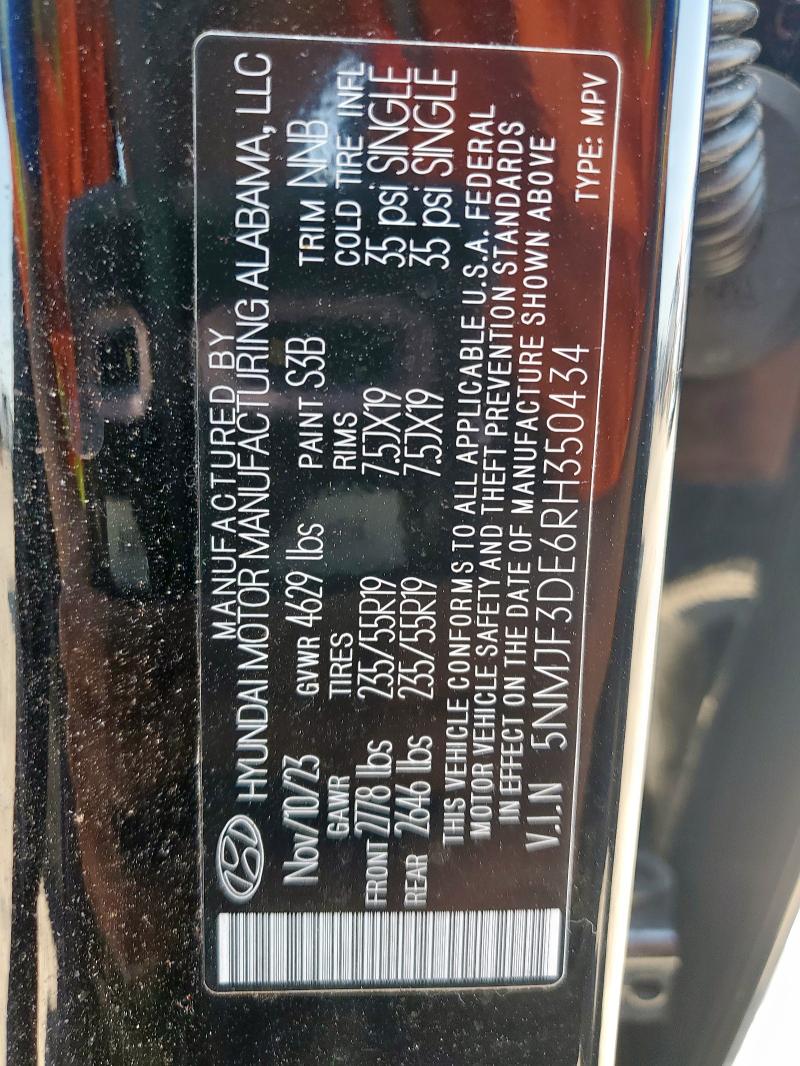 MANUFACTURED BY
HYUNDAI MOTOR MANUFACTURING ALABAMA, LLC
Nov/10/23 GVWR 4629 lbs PAINT S3B TRIM NNB
GAWR TIRES RIMS COLD TIRE INFL
FRONT 2778 lbs 235/55R19 7.5JX19 35 psi SINGLE
REAR 2646 lbs 235/55R19 7.5JX19 35 psi SINGLE
THIS VEHICLE CONFORMS TO ALL APPLICABLE U.S.A. FEDERAL
MOTOR VEHICLE SAFETY AND THEFT PREVENTION STANDARDS
IN EFFECT ON THE DATE OF MANUFACTURE SHOWN ABOVE
V.I.N 5NMJF3DE6RH350434
TYPE: MPV